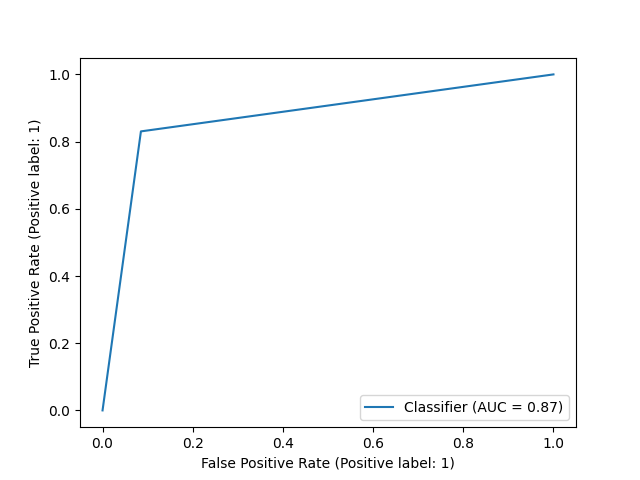 1.0
0.8
0.6
0.4
0.2
0.0
True Positive Rate (Positive label: 1)
Classifier (AUC = 0.87)
0.0 0.2 0.4 0.6 0.8 1.0
False Positive Rate (Positive label: 1)